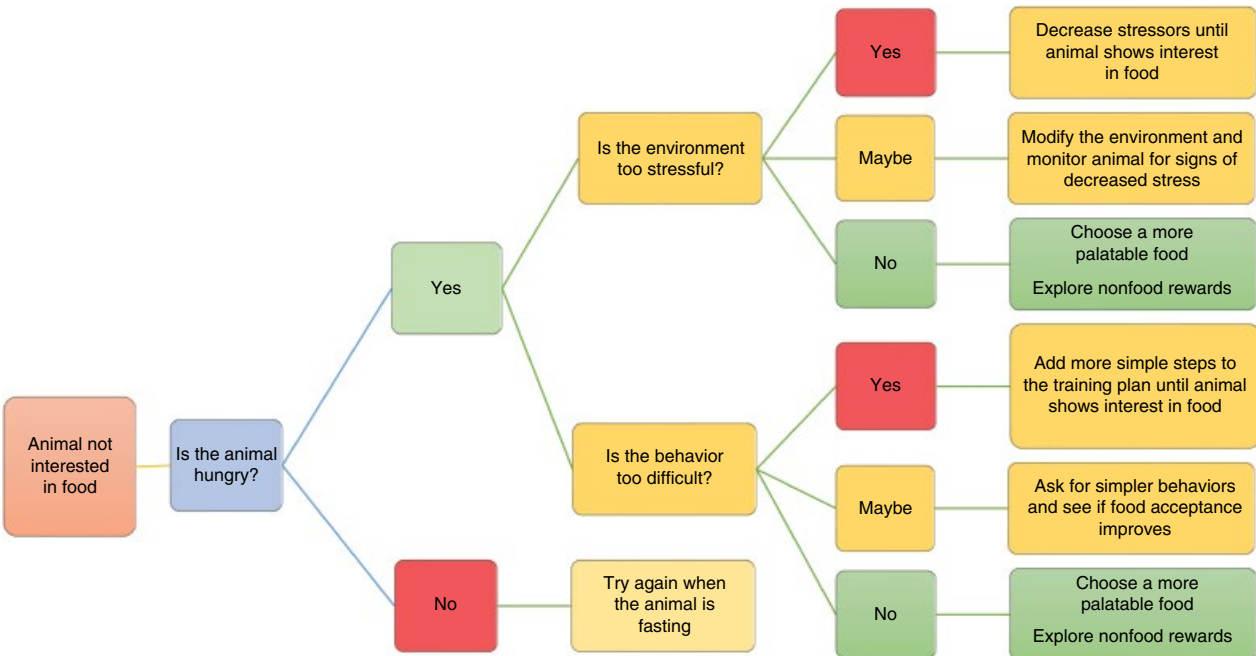 Animal not
interested
in food
Is the animal
hungry?
Yes
No
Try again when
the animal is
fasting
Is the environment
too stressful?
Yes
Decrease stressors until
animal shows interest
in food
Maybe
Modify the environment and
monitor animal for signs of
decreased stress
No
Choose a more
palatable food
Explore nonfood rewards
Is the behavior
too difficult?
Yes
Add more simple steps to
the training plan until animal
shows interest in food
Maybe
Ask for simpler behaviors
and see if food acceptance
improves
No
Choose a more
palatable food
Explore nonfood rewards